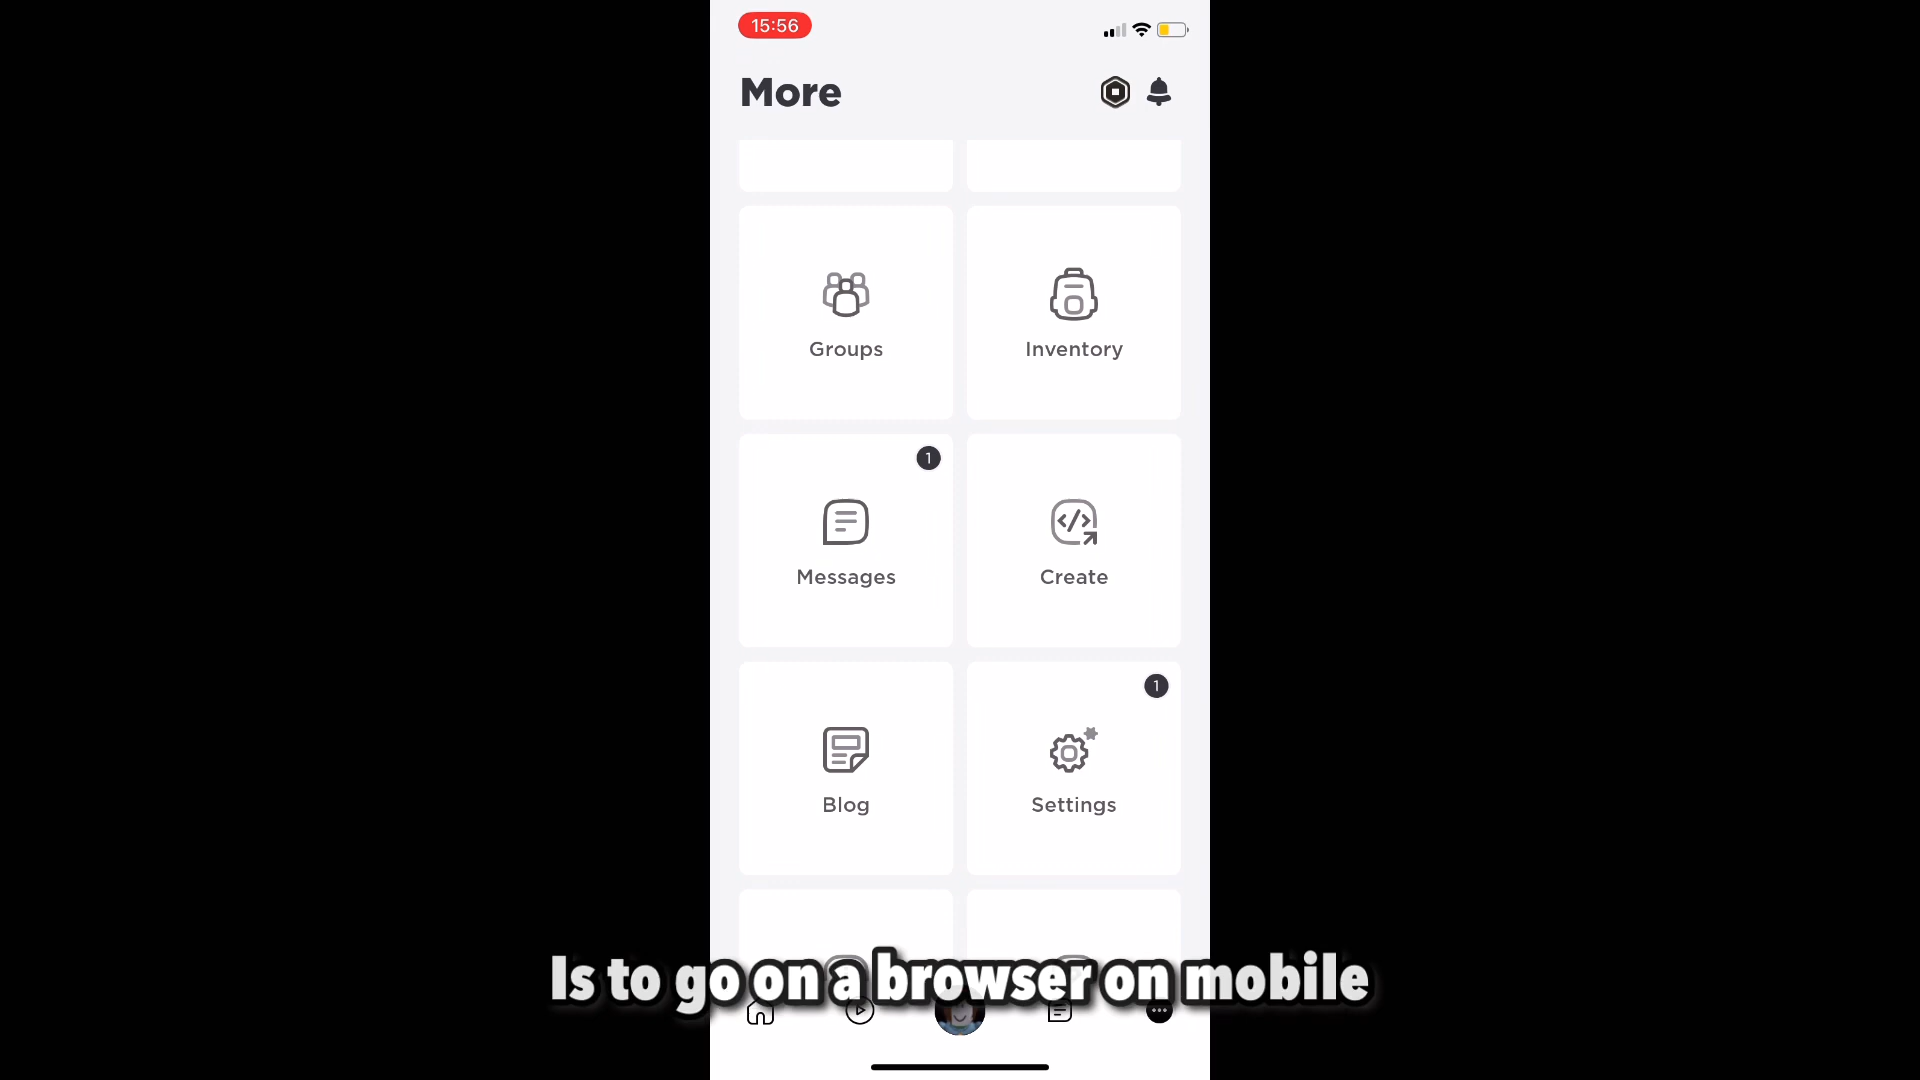 15:56
More
Groups
Inventory
1
Messages
Create
1
Blog
Settings
Is to go on a browser on mobile